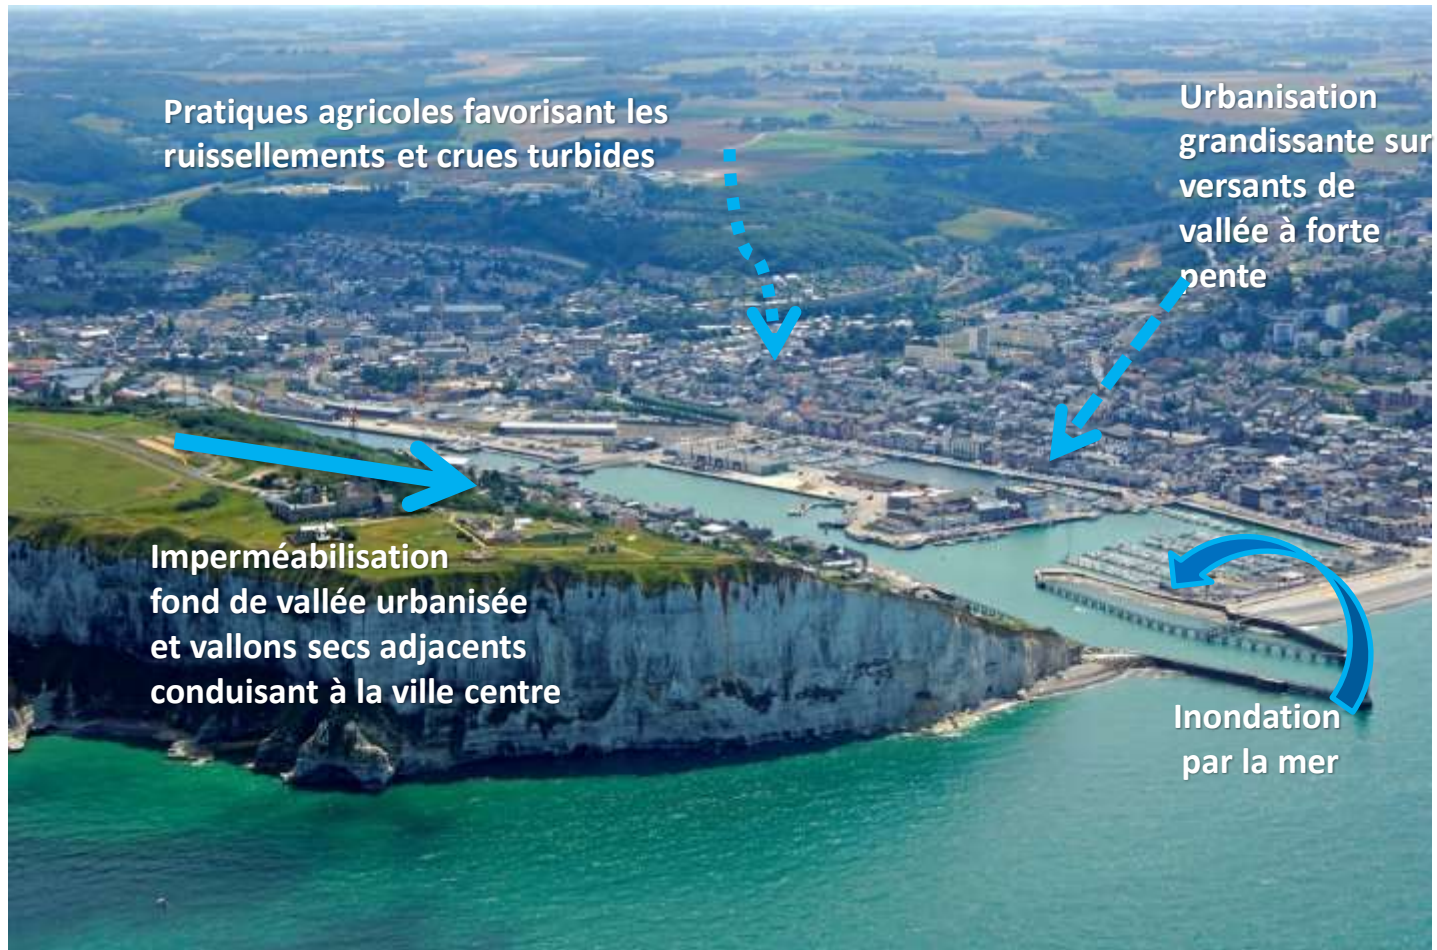 Pratiques agricoles favorisant les
ruissellements et crues turbides
Urbanisation
grandissante sur
versants de
vallée à forte
pente
Imperméabilisation
fond de vallée urbanisée
et vallons secs adjacents
conduisant à la ville centre
Inondation
par la mer